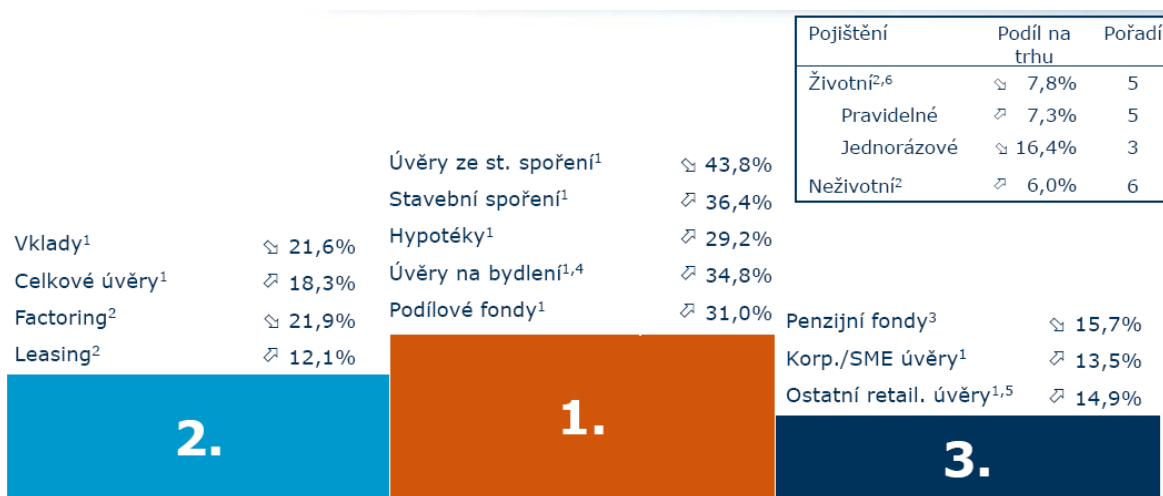 Pojištění Podíl na trhu Pořadí
Životní²,⁶ ⬂ 7,8% 5
Pravidelné ⬀ 7,3% 5
Jednorázové ⬂ 16,4% 3
Neživotní² ⬀ 6,0% 6
Úvěry ze st. spoření¹ ⬂ 43,8%
Stavební spoření¹ ⬀ 36,4%
Hypotéky¹ ⬀ 29,2%
Úvěry na bydlení¹,⁴ ⬀ 34,8%
Podílové fondy¹ ⬀ 31,0%
1.
Vklady¹ ⬂ 21,6%
Celkové úvěry¹ ⬀ 18,3%
Factoring² ⬂ 21,9%
Leasing² ⬀ 12,1%
2.
Penzijní fondy³ ⬂ 15,7%
Korp./SME úvěry¹ ⬀ 13,5%
Ostatní retail. úvěry¹,⁵ ⬀ 14,9%
3.